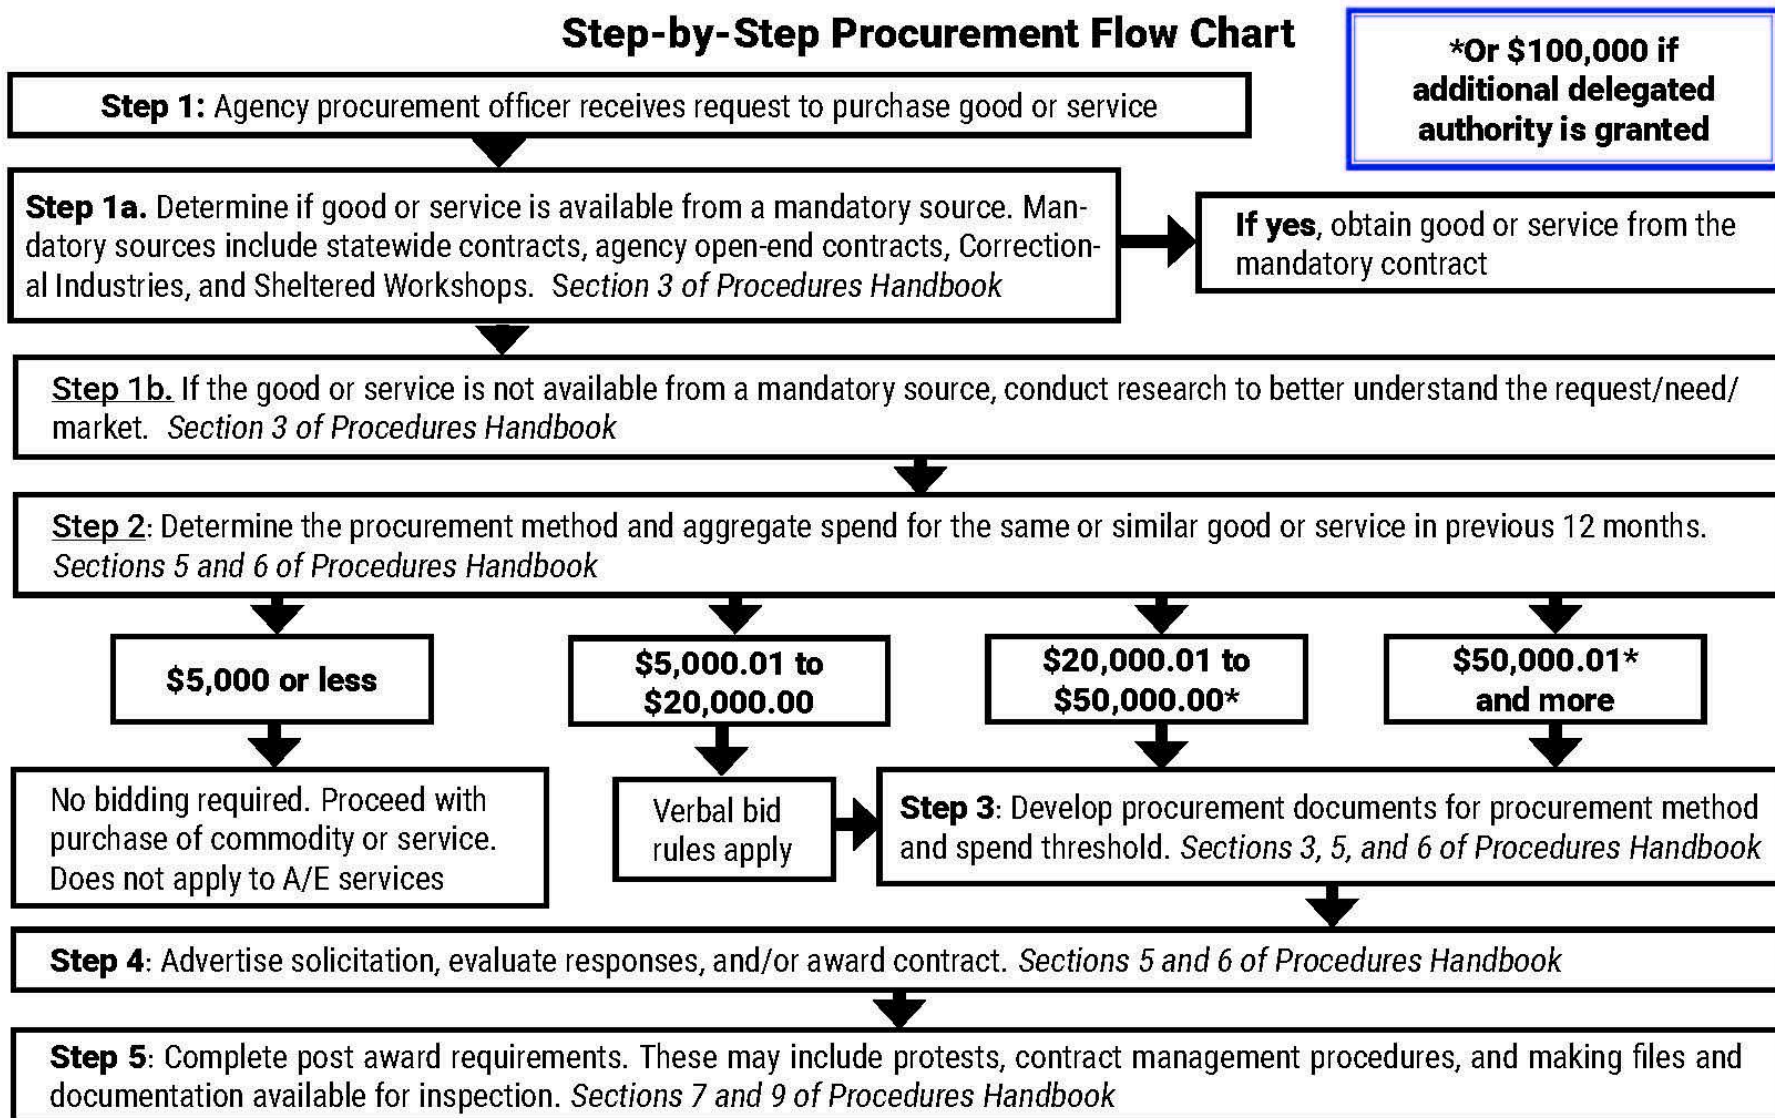 Step-by-Step Procurement Flow Chart
*Or $100,000 if
additional delegated
authority is granted
Step 1: Agency procurement officer receives request to purchase good or service
Step 1a. Determine if good or service is available from a mandatory source. Man-
datory sources include statewide contracts, agency open-end contracts, Correction-
al Industries, and Sheltered Workshops. Section 3 of Procedures Handbook
If yes, obtain good or service from the
mandatory contract
Step 1b. If the good or service is not available from a mandatory source, conduct research to better understand the request/need/
market. Section 3 of Procedures Handbook
Step 2: Determine the procurement method and aggregate spend for the same or similar good or service in previous 12 months.
Sections 5 and 6 of Procedures Handbook
$5,000 or less
$5,000.01 to
$20,000.00
$20,000.01 to
$50,000.00*
$50,000.01*
and more
No bidding required. Proceed with
purchase of commodity or service.
Does not apply to A/E services
Verbal bid
rules apply
Step 3: Develop procurement documents for procurement method
and spend threshold. Sections 3, 5, and 6 of Procedures Handbook
Step 4: Advertise solicitation, evaluate responses, and/or award contract. Sections 5 and 6 of Procedures Handbook
Step 5: Complete post award requirements. These may include protests, contract management procedures, and making files and
documentation available for inspection. Sections 7 and 9 of Procedures Handbook